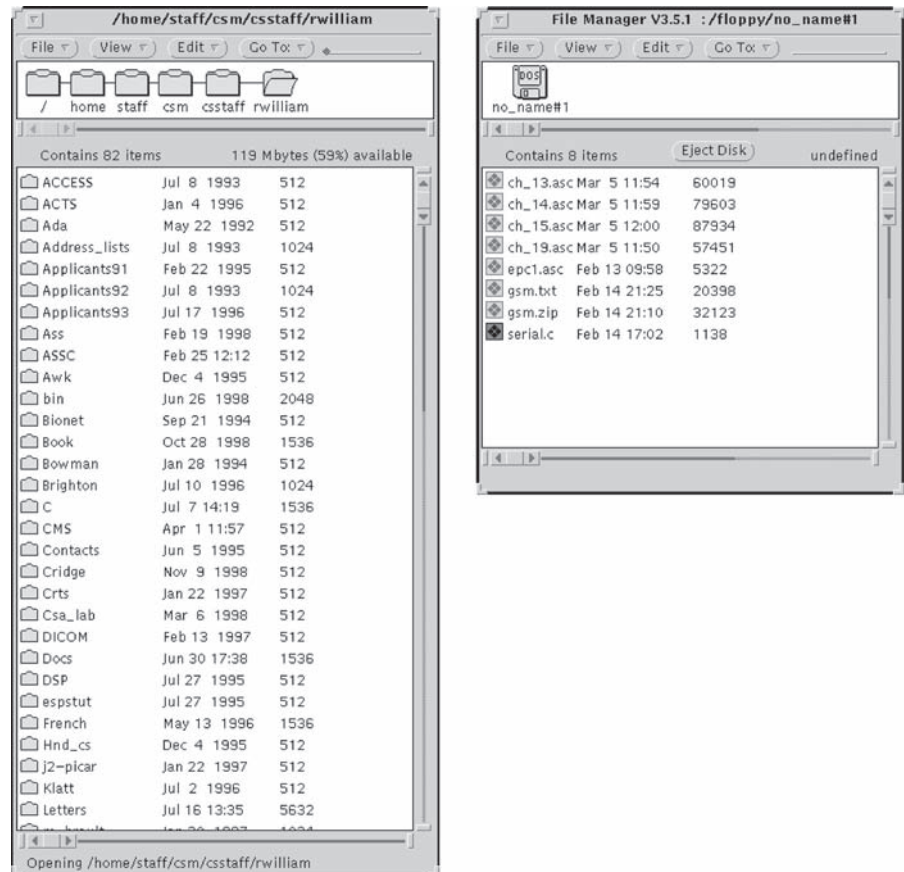 /home/staff/csm/csstaff/rwilliam
File View Edit Go To:
/ home staff csm csstaff rwilliam
Contains 82 items 119 Mbytes (59%) available
ACCESS Jul 8 1993 512
ACTS Jan 4 1996 512
Ada May 22 1992 512
Address_lists Jul 8 1993 1024
Applicants91 Feb 22 1995 512
Applicants92 Jul 8 1993 1024
Applicants93 Jul 17 1996 512
Ass Feb 19 1998 512
ASSC Feb 25 12:12 512
Awk Dec 4 1995 512
bin Jun 26 1998 2048
Bionet Sep 21 1994 512
Book Oct 28 1998 1536
Bowman Jan 28 1994 512
Brighton Jul 10 1996 1024
C Jul 7 14:19 1536
CMS Apr 1 11:57 512
Contacts Jun 5 1995 512
Cridge Nov 9 1998 512
Crts Jan 22 1997 512
Csa_lab Mar 6 1998 512
DICOM Feb 13 1997 512
Docs Jun 30 17:38 1536
DSP Jul 27 1995 512
espstut Jul 27 1995 512
French May 13 1996 1536
Hnd_cs Dec 4 1995 512
j2-picar Jan 22 1997 512
Klatt Jul 2 1996 512
Letters Jul 16 13:35 5632
Opening /home/staff/csm/csstaff/rwilliam
File Manager V3.5.1 :/floppy/no_name#1
File View Edit Go To:
DOS
no_name#1
Contains 8 items Eject Disk undefined
ch_13.asc Mar 5 11:54 60019
ch_14.asc Mar 5 11:59 79603
ch_15.asc Mar 5 12:00 87934
ch_19.asc Mar 5 11:50 57451
epc1.asc Feb 13 09:58 5322
gsm.txt Feb 14 21:25 20398
gsm.zip Feb 14 21:10 32123
serial.c Feb 14 17:02 1138